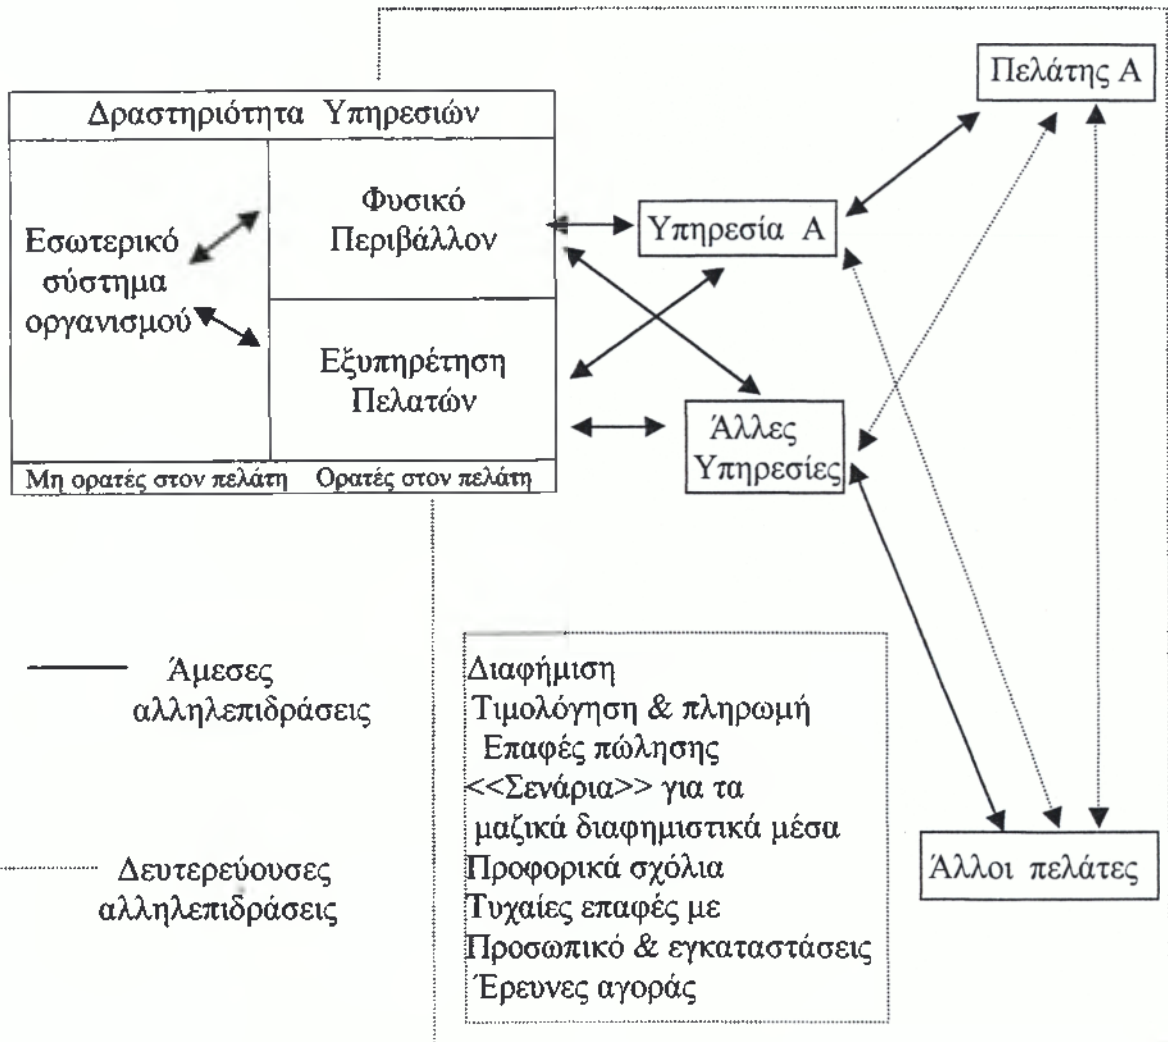 Πελάτης Α
Δραστηριότητα Υπηρεσιών
Εσωτερικό
σύστημα
οργανισμού
Φυσικό
Περιβάλλον
Υπηρεσία Α
Εξυπηρέτηση
Πελατών
Άλλες
Υπηρεσίες
Μη ορατές στον πελάτη
Ορατές στον πελάτη
Άμεσες
αλληλεπιδράσεις
Δευτερεύουσες
αλληλεπιδράσεις
Διαφήμιση
Τιμολόγηση & πληρωμή
Επαφές πώλησης
<<Σενάρια>> για τα
μαζικά διαφημιστικά μέσα
Προφορικά σχόλια
Τυχαίες επαφές με
Προσωπικό & εγκαταστάσεις
Έρευνες αγοράς
Άλλοι πελάτες